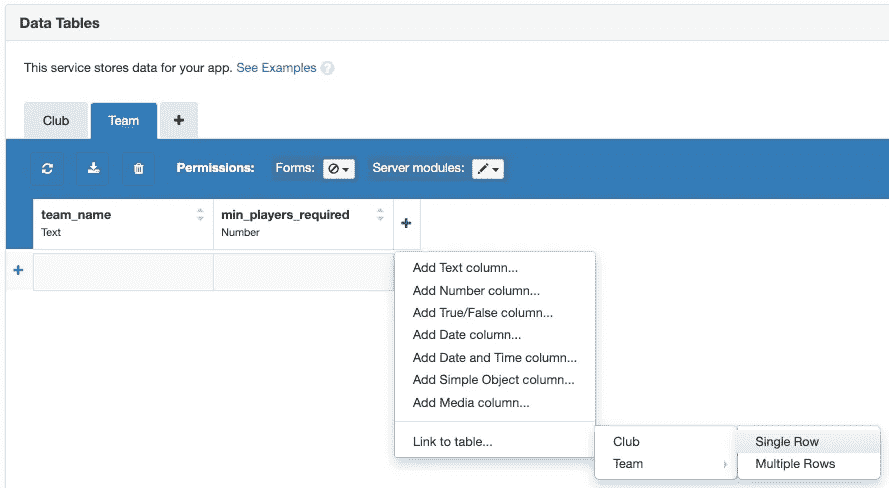 Data Tables
This service stores data for your app. See Examples ?
Club Team +
Permissions: Forms: Server modules:
team_name min_players_required +
Text Number
+
Add Text column...
Add Number column...
Add True/False column...
Add Date column...
Add Date and Time column...
Add Simple Object column...
Add Media column...
Link to table... Club Single Row
Team Multiple Rows